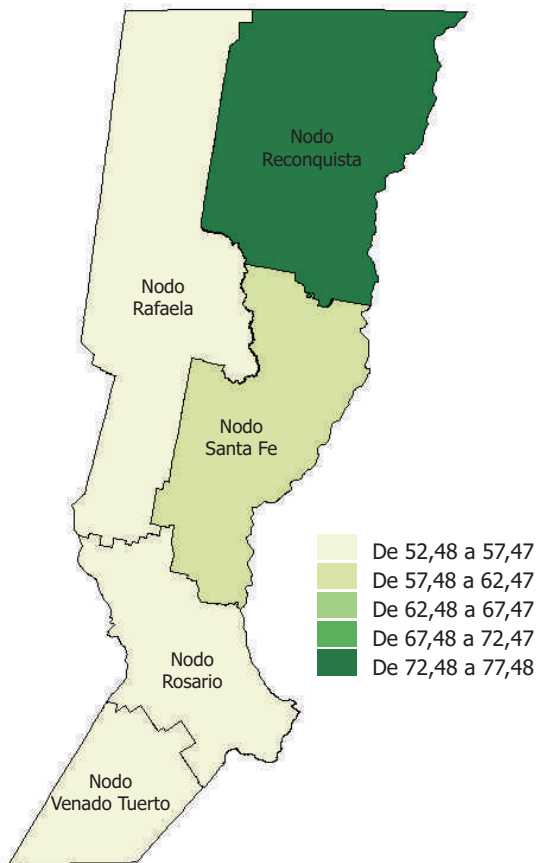 Nodo
Reconquista
Nodo
Rafaela
Nodo
Santa Fe
De 52,48 a 57,47
De 57,48 a 62,47
De 62,48 a 67,47
De 67,48 a 72,47
De 72,48 a 77,48
Nodo
Rosario
Nodo
Venado Tuerto